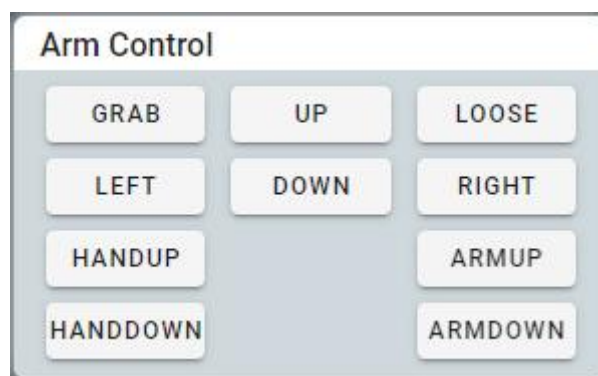 Arm Control
GRAB UP LOOSE
LEFT DOWN RIGHT
HANDUP ARMUP
HANDDOWN ARMDOWN